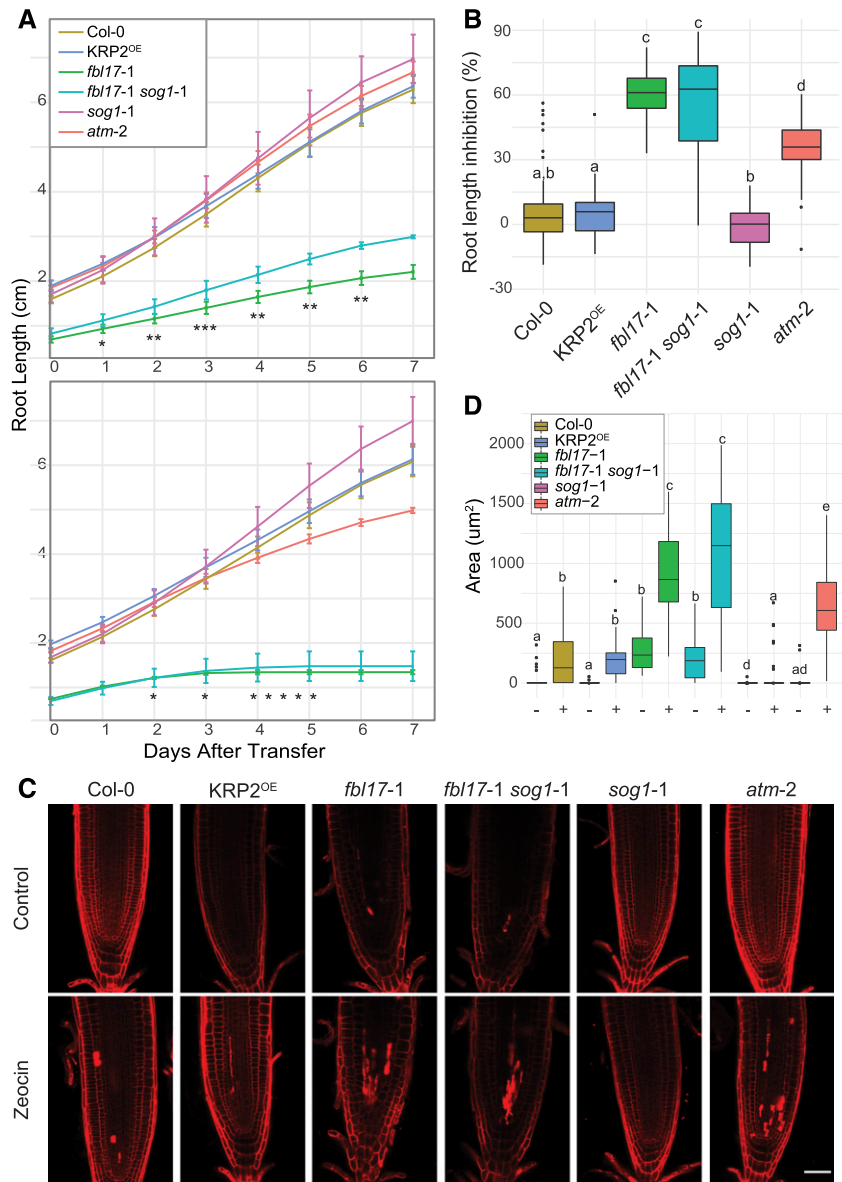 A
Col-0
KRP2OE
fbl17-1
fbl17-1 sog1-1
sog1-1
atm-2
6
4
2
0 1 2 3 4 5 6 7
* ** *** ** ** **
6
4
2
0 1 2 3 4 5 6 7
* * * * * * *
Root Length (cm)
Days After Transfer
B
Root length inhibition (%)
90
60
30
0
-30
a,b a c c b d
Col-0
KRP2OE
fbl17-1
fbl17-1 sog1-1
sog1-1
atm-2
D
Col-0
KRP2OE
fbl17−1
fbl17-1 sog1−1
sog1−1
atm−2
Area (um2)
2000
1500
1000
500
0
a b a b b c b c d a ad e
- + - + - + - + - + - +
C
Col-0 KRP2OE fbl17-1 fbl17-1 sog1-1 sog1-1 atm-2
Control
Zeocin